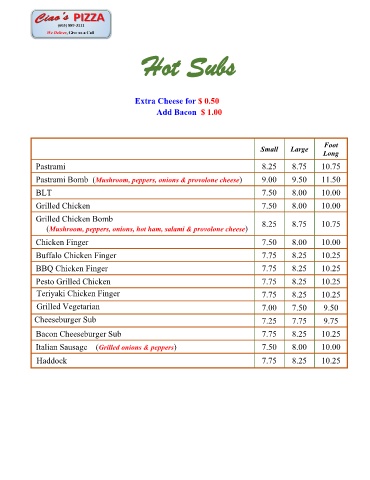 Ciao's PIZZA
We Deliver, Give us a Call
Hot Subs
Extra Cheese for $ 0.50
Add Bacon $ 1.00
Small Large Foot Long
Pastrami 8.25 8.75 10.75
Pastrami Bomb (Mushroom, peppers, onions & provolone cheese) 9.00 9.50 11.50
BLT 7.50 8.00 10.00
Grilled Chicken 7.50 8.00 10.00
Grilled Chicken Bomb
(Mushroom, peppers, onions, hot ham, salami & provolone cheese) 8.25 8.75 10.75
Chicken Finger 7.50 8.00 10.00
Buffalo Chicken Finger 7.75 8.25 10.25
BBQ Chicken Finger 7.75 8.25 10.25
Pesto Grilled Chicken 7.75 8.25 10.25
Teriyaki Chicken Finger 7.75 8.25 10.25
Grilled Vegetarian 7.00 7.50 9.50
Cheeseburger Sub 7.25 7.75 9.75
Bacon Cheeseburger Sub 7.75 8.25 10.25
Italian Sausage (Grilled onions & peppers) 7.50 8.00 10.00
Haddock 7.75 8.25 10.25